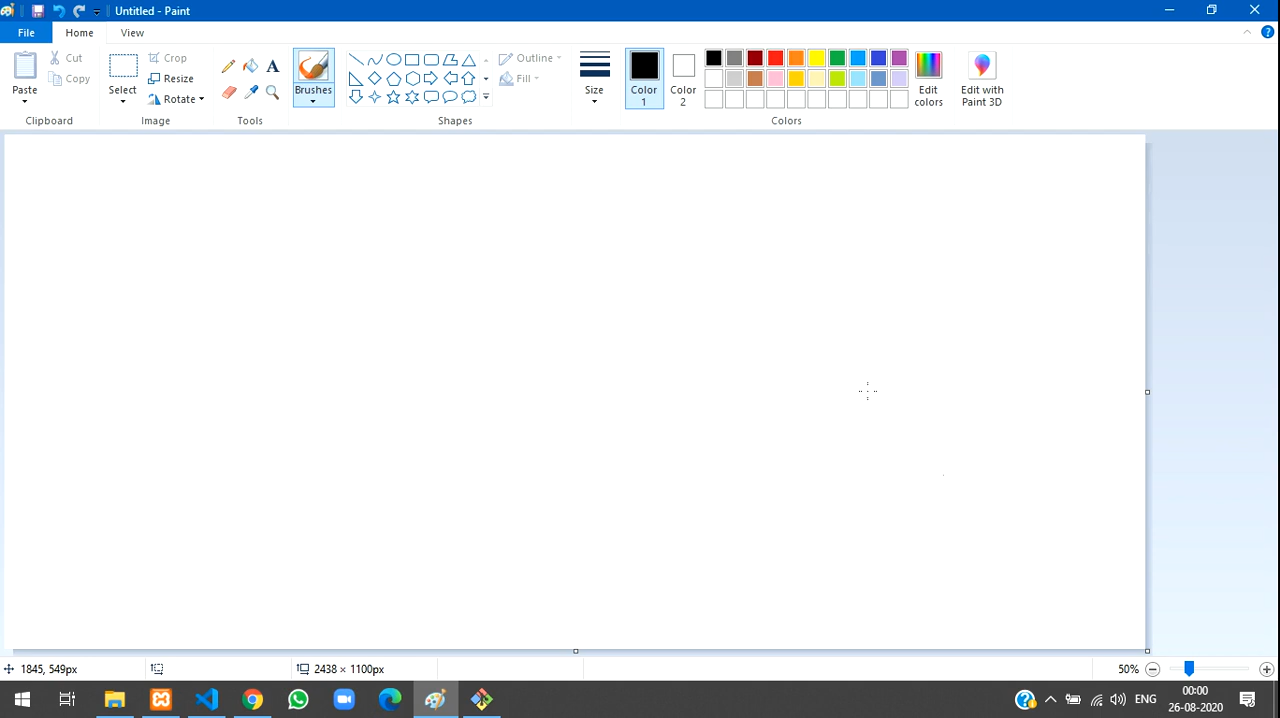 Untitled - Paint
File Home View
Paste
Cut
Copy
Clipboard
Select
Crop
Resize
Rotate
Image
A
Tools
Brushes
Shapes
Outline
Fill
Size
Color 1
Color 2
Edit colors
Edit with Paint 3D
Colors
1845, 549px
2438 × 1100px
50%
ENG
00:00
26-08-2020